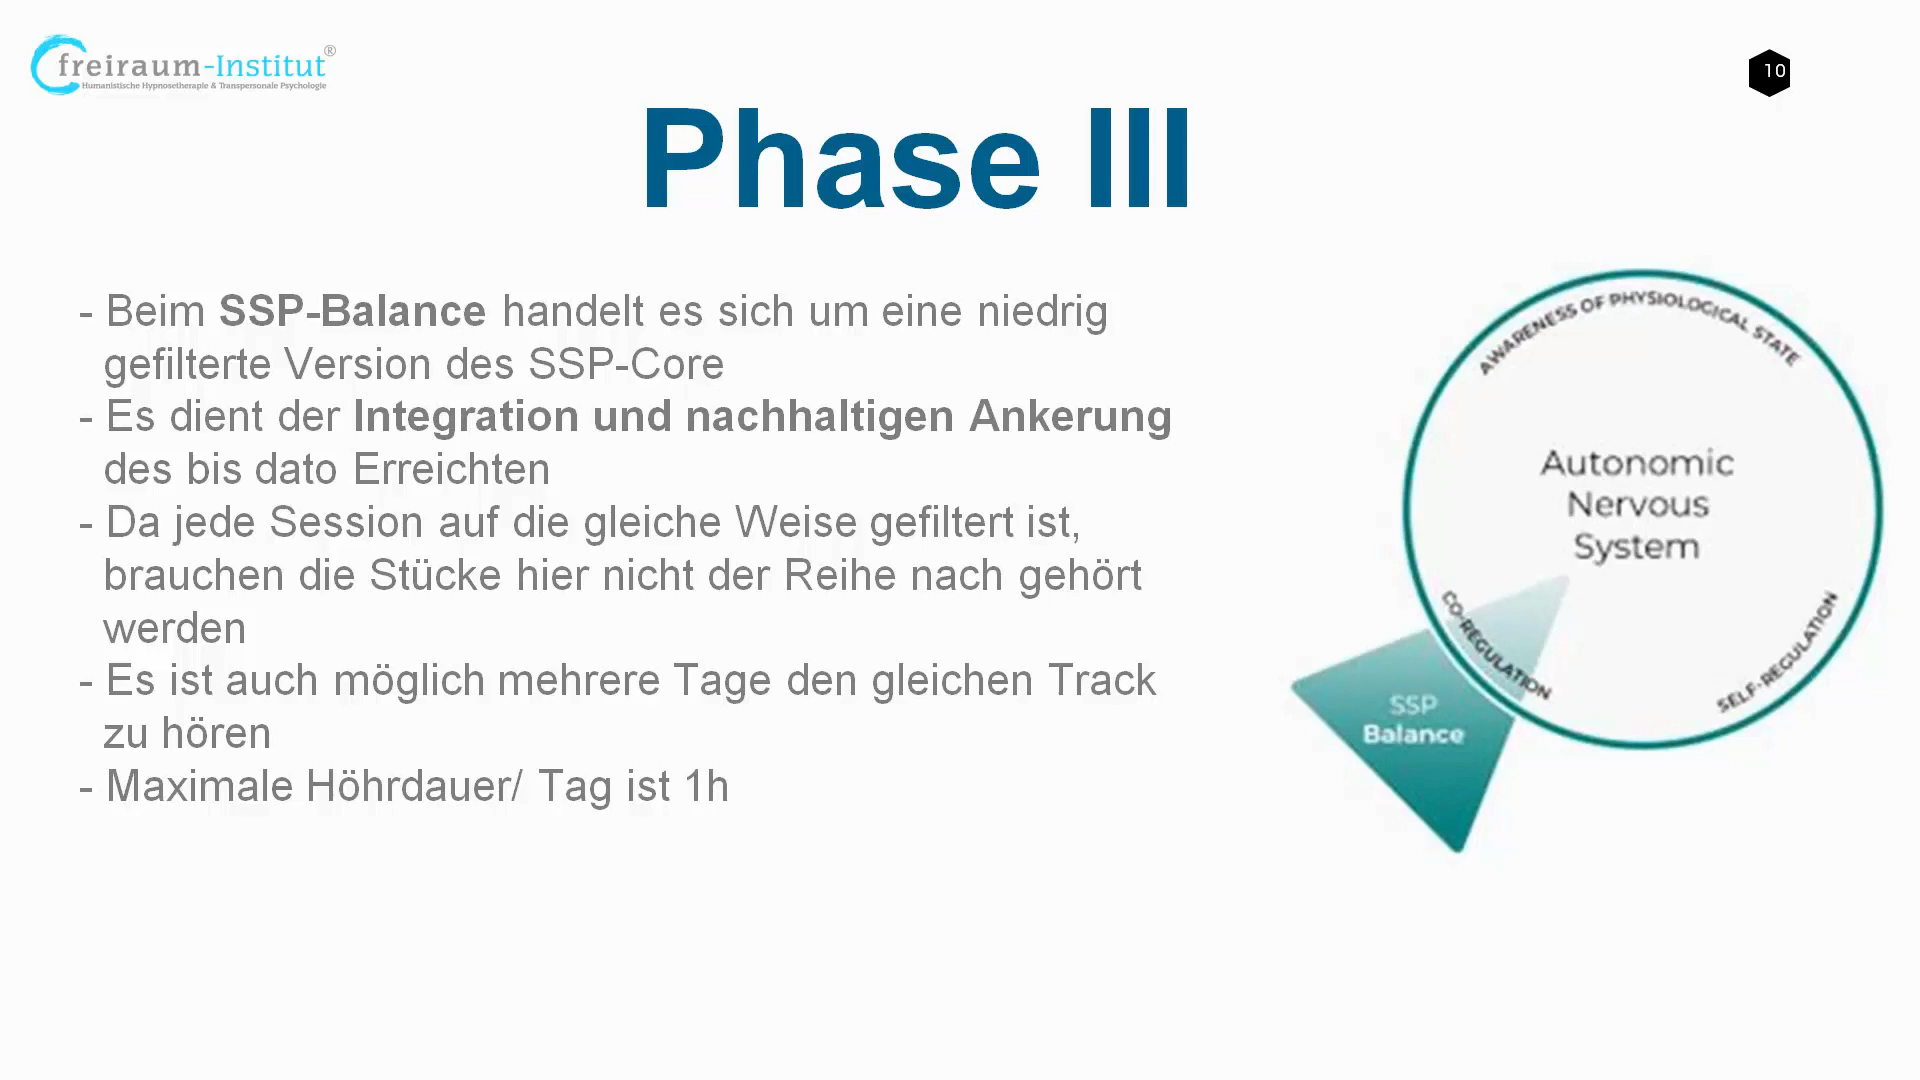 freiraum-Institut®
Humanistische Hypnosetherapie & Transpersonale Psychologie
10
Phase III
- Beim SSP-Balance handelt es sich um eine niedrig
gefilterte Version des SSP-Core
- Es dient der Integration und nachhaltigen Ankerung
des bis dato Erreichten
- Da jede Session auf die gleiche Weise gefiltert ist,
brauchen die Stücke hier nicht der Reihe nach gehört
werden
- Es ist auch möglich mehrere Tage den gleichen Track
zu hören
- Maximale Höhrdauer/ Tag ist 1h
AWARENESS OF PHYSIOLOGICAL STATE
Autonomic
Nervous
System
CO-REGULATION
SELF-REGULATION
SSP
Balance